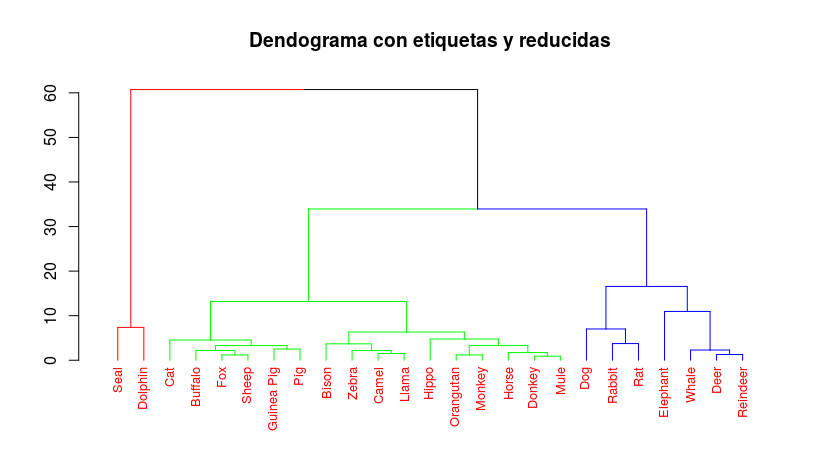 Dendograma con etiquetas y reducidas
60
50
40
30
20
10
0
Seal
Dolphin
Cat
Buffalo
Fox
Sheep
Guinea Pig
Pig
Bison
Zebra
Camel
Llama
Hippo
Orangutan
Monkey
Horse
Donkey
Mule
Dog
Rabbit
Rat
Elephant
Whale
Deer
Reindeer